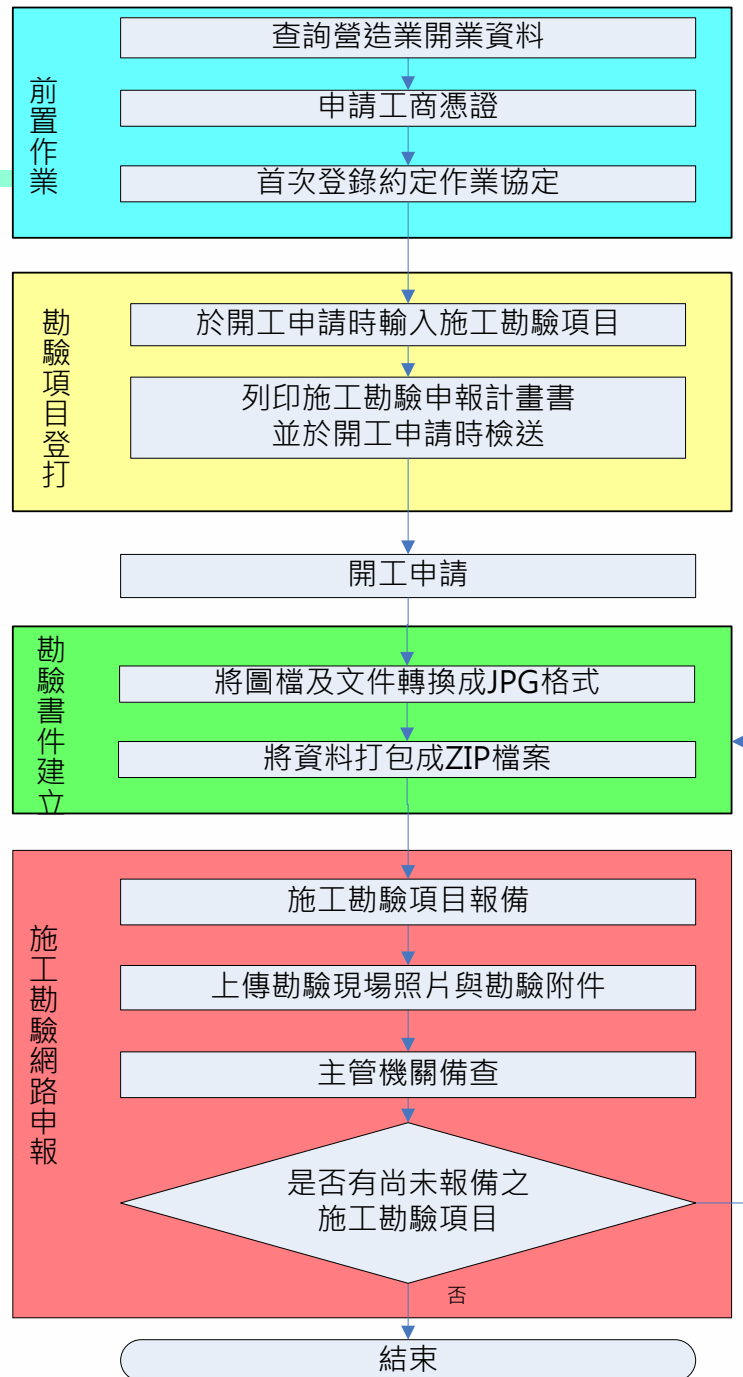 前置作業
查詢營造業開業資料
申請工商憑證
首次登錄約定作業協定
勘驗項目登打
於開工申請時輸入施工勘驗項目
列印施工勘驗申報計畫書
並於開工申請時檢送
開工申請
勘驗書件建立
將圖檔及文件轉換成JPG格式
將資料打包成ZIP檔案
施工勘驗網路申報
施工勘驗項目報備
上傳勘驗現場照片與勘驗附件
主管機關備查
是否有尚未報備之
施工勘驗項目
否
結束